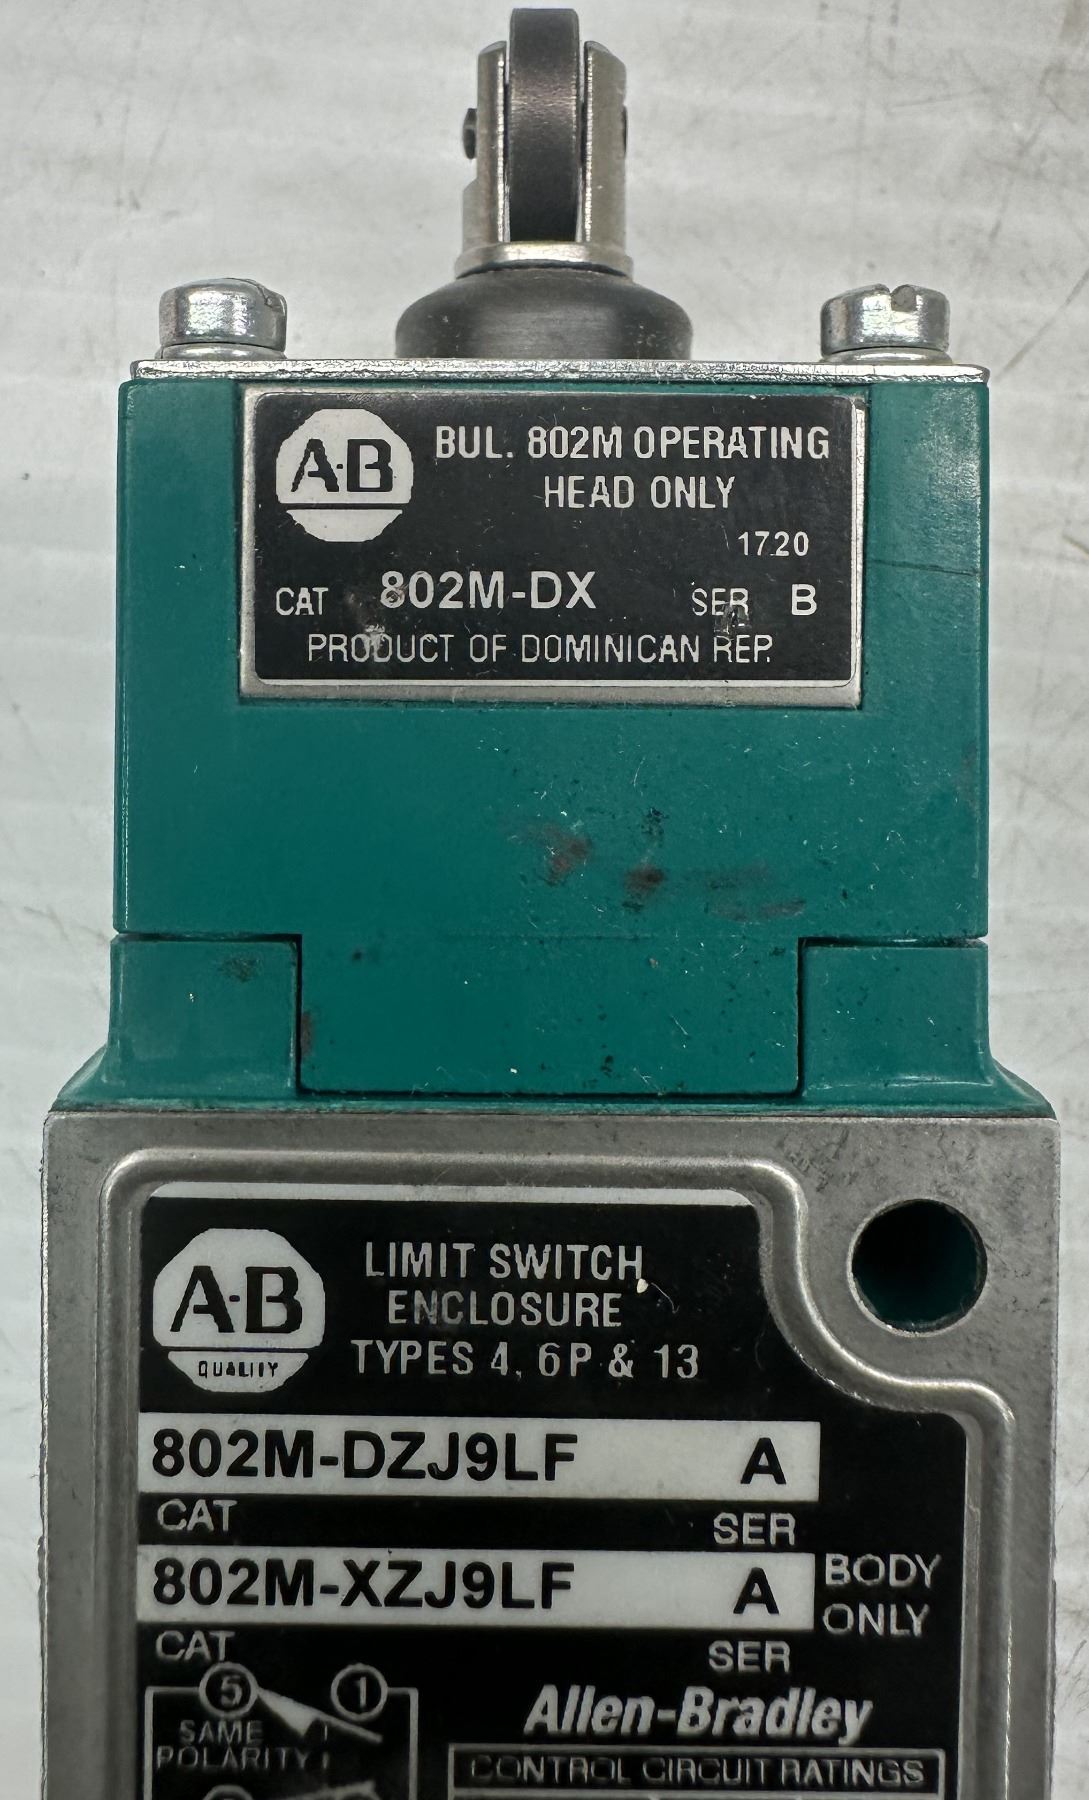 A-B
BUL. 802M OPERATING
HEAD ONLY
1720
CAT 802M-DX SER B
PRODUCT OF DOMINICAN REP.
A-B
QUALITY
LIMIT SWITCH
ENCLOSURE
TYPES 4, 6P & 13
802M-DZJ9LF A
CAT SER
802M-XZJ9LF A BODY
ONLY
CAT SER
5 1
SAME
POLARITY
Allen-Bradley
CONTROL CIRCUIT RATINGS